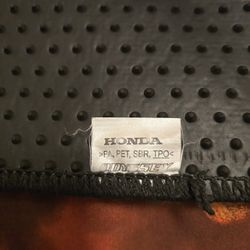 HONDA
>PA, PET, SBR, TPO<